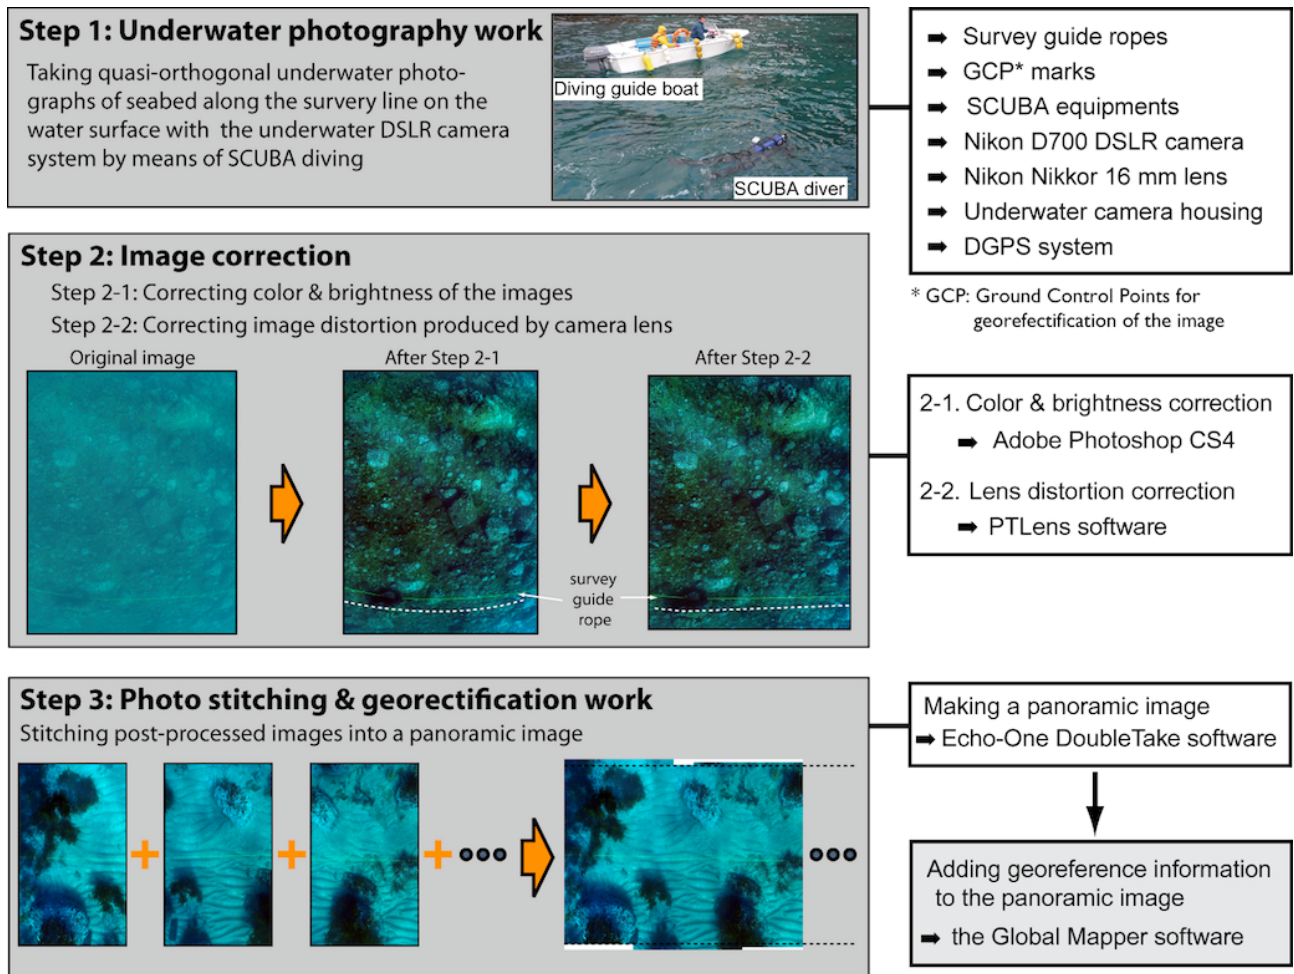 Step 1: Underwater photography work
Taking quasi-orthogonal underwater photo-
graphs of seabed along the survery line on the
water surface with the underwater DSLR camera
system by means of SCUBA diving
Diving guide boat
SCUBA diver
➡ Survey guide ropes
➡ GCP* marks
➡ SCUBA equipments
➡ Nikon D700 DSLR camera
➡ Nikon Nikkor 16 mm lens
➡ Underwater camera housing
➡ DGPS system
* GCP: Ground Control Points for
georefectification of the image
Step 2: Image correction
Step 2-1: Correcting color & brightness of the images
Step 2-2: Correcting image distortion produced by camera lens
Original image
After Step 2-1
After Step 2-2
survey
guide
rope
2-1. Color & brightness correction
➡ Adobe Photoshop CS4
2-2. Lens distortion correction
➡ PTLens software
Step 3: Photo stitching & georectification work
Stitching post-processed images into a panoramic image
Making a panoramic image
➡ Echo-One DoubleTake software
Adding georeference information
to the panoramic image
➡ the Global Mapper software